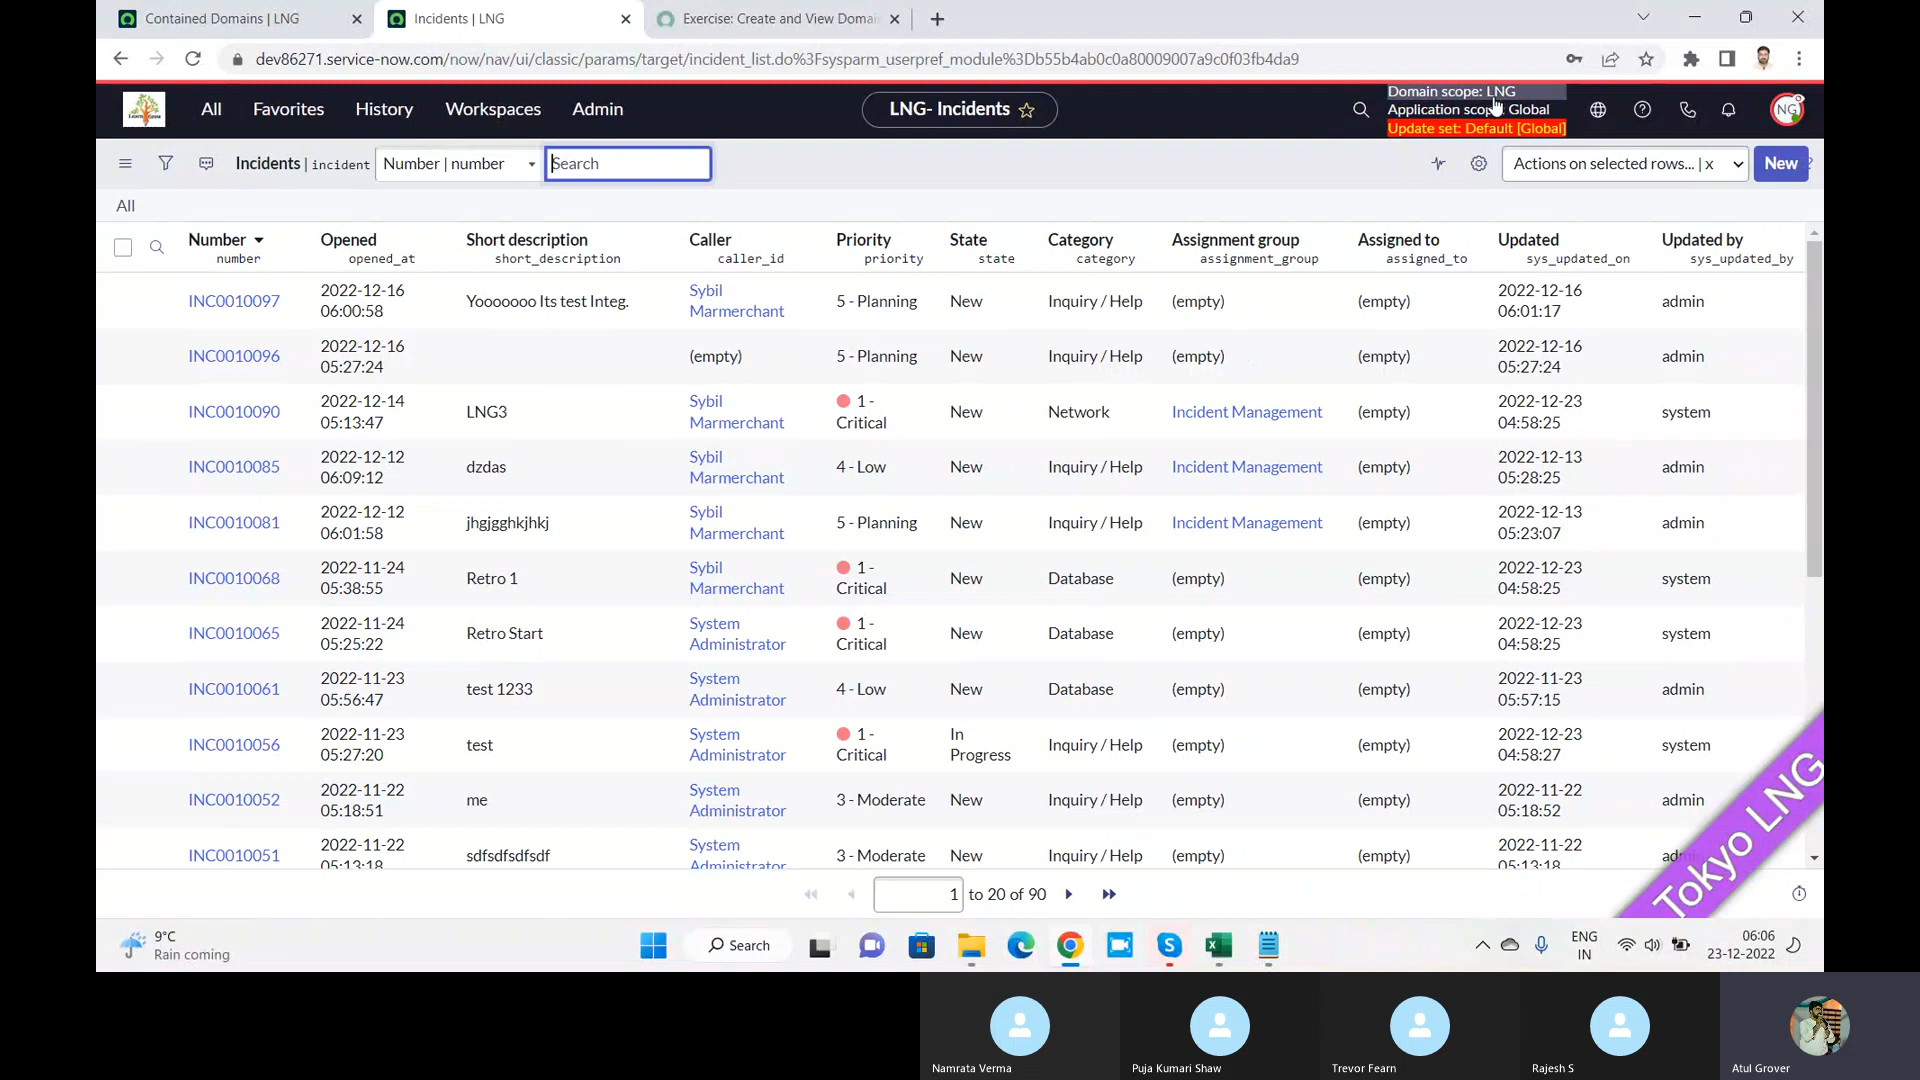 Contained Domains | LNG
Incidents | LNG
Exercise: Create and View Domai
dev86271.service-now.com/now/nav/ui/classic/params/target/incident_list.do%3Fsysparm_userpref_module%3Db55b4ab0c0a80009007a9c0f03fb4da9
All Favorites History Workspaces Admin
LNG- Incidents
Domain scope: LNG
Application scop: Global
Update set: Default [Global]
NG
Incidents | incident
Number | number
Search
Actions on selected rows... | x
New
All
Number Opened Short description Caller Priority State Category Assignment group Assigned to Updated Updated by
number opened_at short_description caller_id priority state category assignment_group assigned_to sys_updated_on sys_updated_by
INC0010097 2022-12-16 06:00:58 Yooooooo Its test Integ. Sybil Marmerchant 5 - Planning New Inquiry / Help (empty) (empty) 2022-12-16 06:01:17 admin
INC0010096 2022-12-16 05:27:24 (empty) 5 - Planning New Inquiry / Help (empty) (empty) 2022-12-16 05:27:24 admin
INC0010090 2022-12-14 05:13:47 LNG3 Sybil Marmerchant 1 - Critical New Network Incident Management (empty) 2022-12-23 04:58:25 system
INC0010085 2022-12-12 06:09:12 dzdas Sybil Marmerchant 4 - Low New Inquiry / Help Incident Management (empty) 2022-12-13 05:28:25 admin
INC0010081 2022-12-12 06:01:58 jhgjgghkjhkj Sybil Marmerchant 5 - Planning New Inquiry / Help Incident Management (empty) 2022-12-13 05:23:07 admin
INC0010068 2022-11-24 05:38:55 Retro 1 Sybil Marmerchant 1 - Critical New Database (empty) (empty) 2022-12-23 04:58:25 system
INC0010065 2022-11-24 05:25:22 Retro Start System Administrator 1 - Critical New Database (empty) (empty) 2022-12-23 04:58:25 system
INC0010061 2022-11-23 05:56:47 test 1233 System Administrator 4 - Low New Database (empty) (empty) 2022-11-23 05:57:15 admin
INC0010056 2022-11-23 05:27:20 test System Administrator 1 - Critical In Progress Inquiry / Help (empty) (empty) 2022-12-23 04:58:27 system
INC0010052 2022-11-22 05:18:51 me System Administrator 3 - Moderate New Inquiry / Help (empty) (empty) 2022-11-22 05:18:52 admin
INC0010051 2022-11-22 05:13:18 sdfsdfsdfsdf System Administrator 3 - Moderate New Inquiry / Help (empty) (empty) 2022-11-22 05:13:18
Tokyo LNG
1 to 20 of 90
9°C
Rain coming
Search
ENG
IN
06:06
23-12-2022
Namrata Verma
Puja Kumari Shaw
Trevor Fearn
Rajesh S
Atul Grover